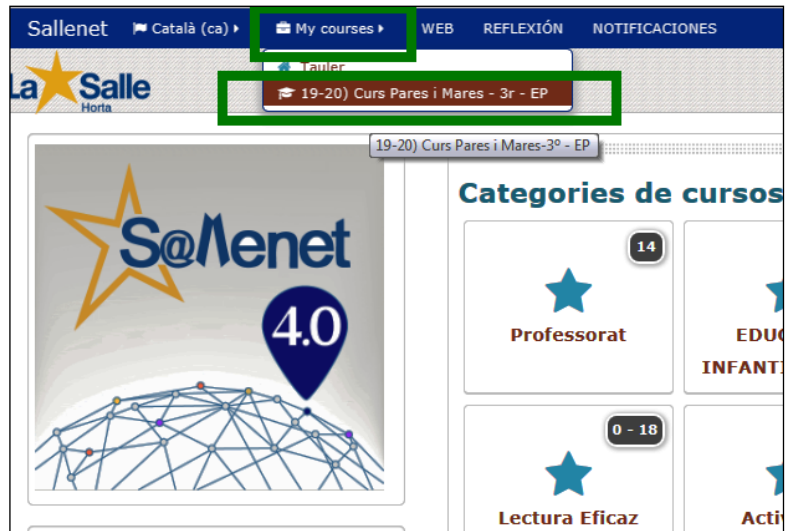 Sallenet Català (ca) My courses WEB REFLEXIÓN NOTIFICACIONES
Tauler
La Salle
Horta
19-20) Curs Pares i Mares - 3r - EP
19-20) Curs Pares i Mares-3º - EP
S@llenet
4.0
Categories de cursos
14
Professorat
EDU
INFANTI
0 - 18
Lectura Eficaz
Activ